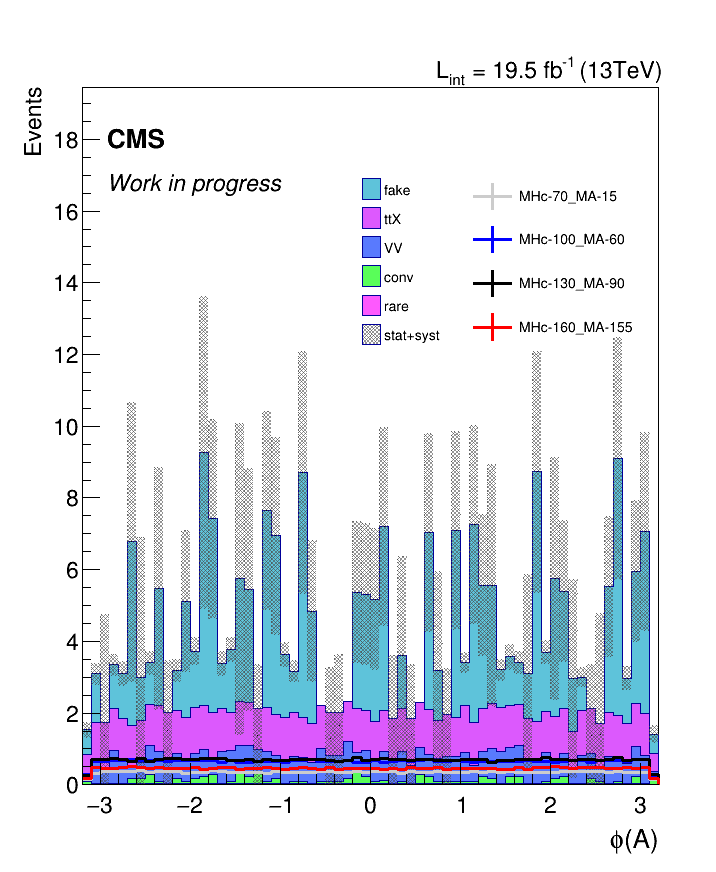 L_int = 19.5 fb^-1 (13TeV)
Events
CMS
Work in progress
fake
ttX
VV
conv
rare
stat+syst
MHc-70_MA-15
MHc-100_MA-60
MHc-130_MA-90
MHc-160_MA-155
18
16
14
12
10
8
6
4
2
0
−3 −2 −1 0 1 2 3
ϕ(A)